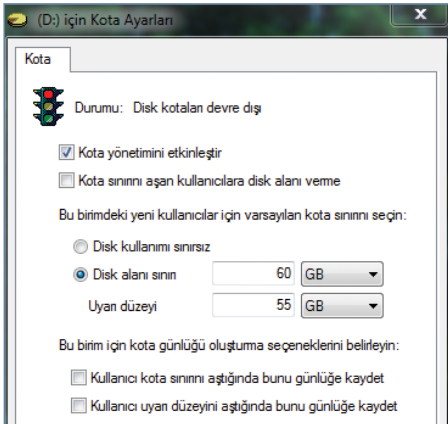 (D:) için Kota Ayarları
x
Kota
Durumu: Disk kotaları devre dışı
Kota yönetimini etkinleştir
Kota sınırını aşan kullanıcılara disk alanı verme
Bu birimdeki yeni kullanıcılar için varsayılan kota sınırını seçin:
Disk kullanımı sınırsız
Disk alanı sınırı 60 GB
Uyarı düzeyi 55 GB
Bu birim için kota günlüğü oluşturma seçeneklerini belirleyin:
Kullanıcı kota sınırını aştığında bunu günlüğe kaydet
Kullanıcı uyarı düzeyini aştığında bunu günlüğe kaydet